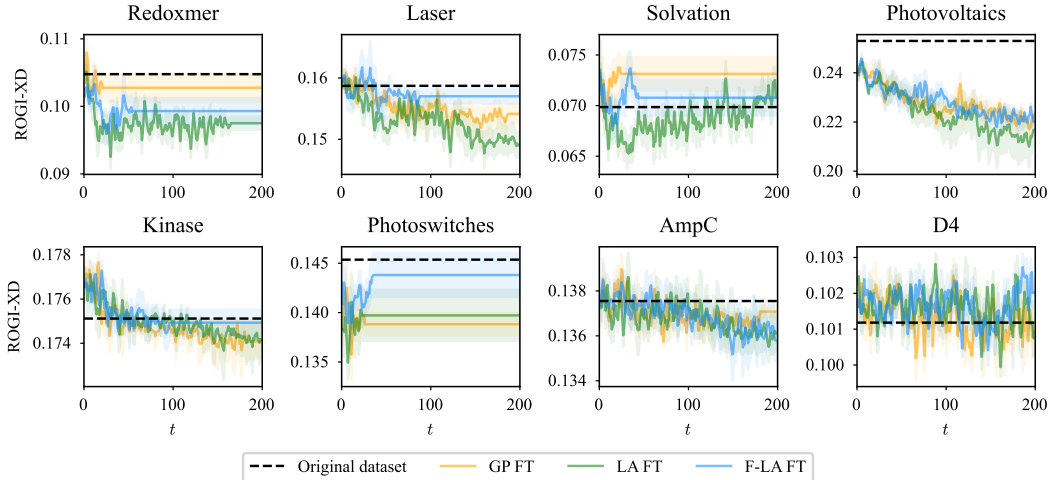 Redoxmer Laser Solvation Photovoltaics
ROGI-XD
0.11
0.10
0.09
0 100 200
0.16
0.15
0 100 200
0.075
0.070
0.065
0 100 200
0.24
0.22
0.20
0 100 200
Kinase Photoswitches AmpC D4
ROGI-XD
0.178
0.176
0.174
0 100 200
t
0.145
0.140
0.135
0 100 200
t
0.138
0.136
0.134
0 100 200
t
0.103
0.102
0.101
0.100
0 100 200
t
Original dataset GP FT LA FT F-LA FT